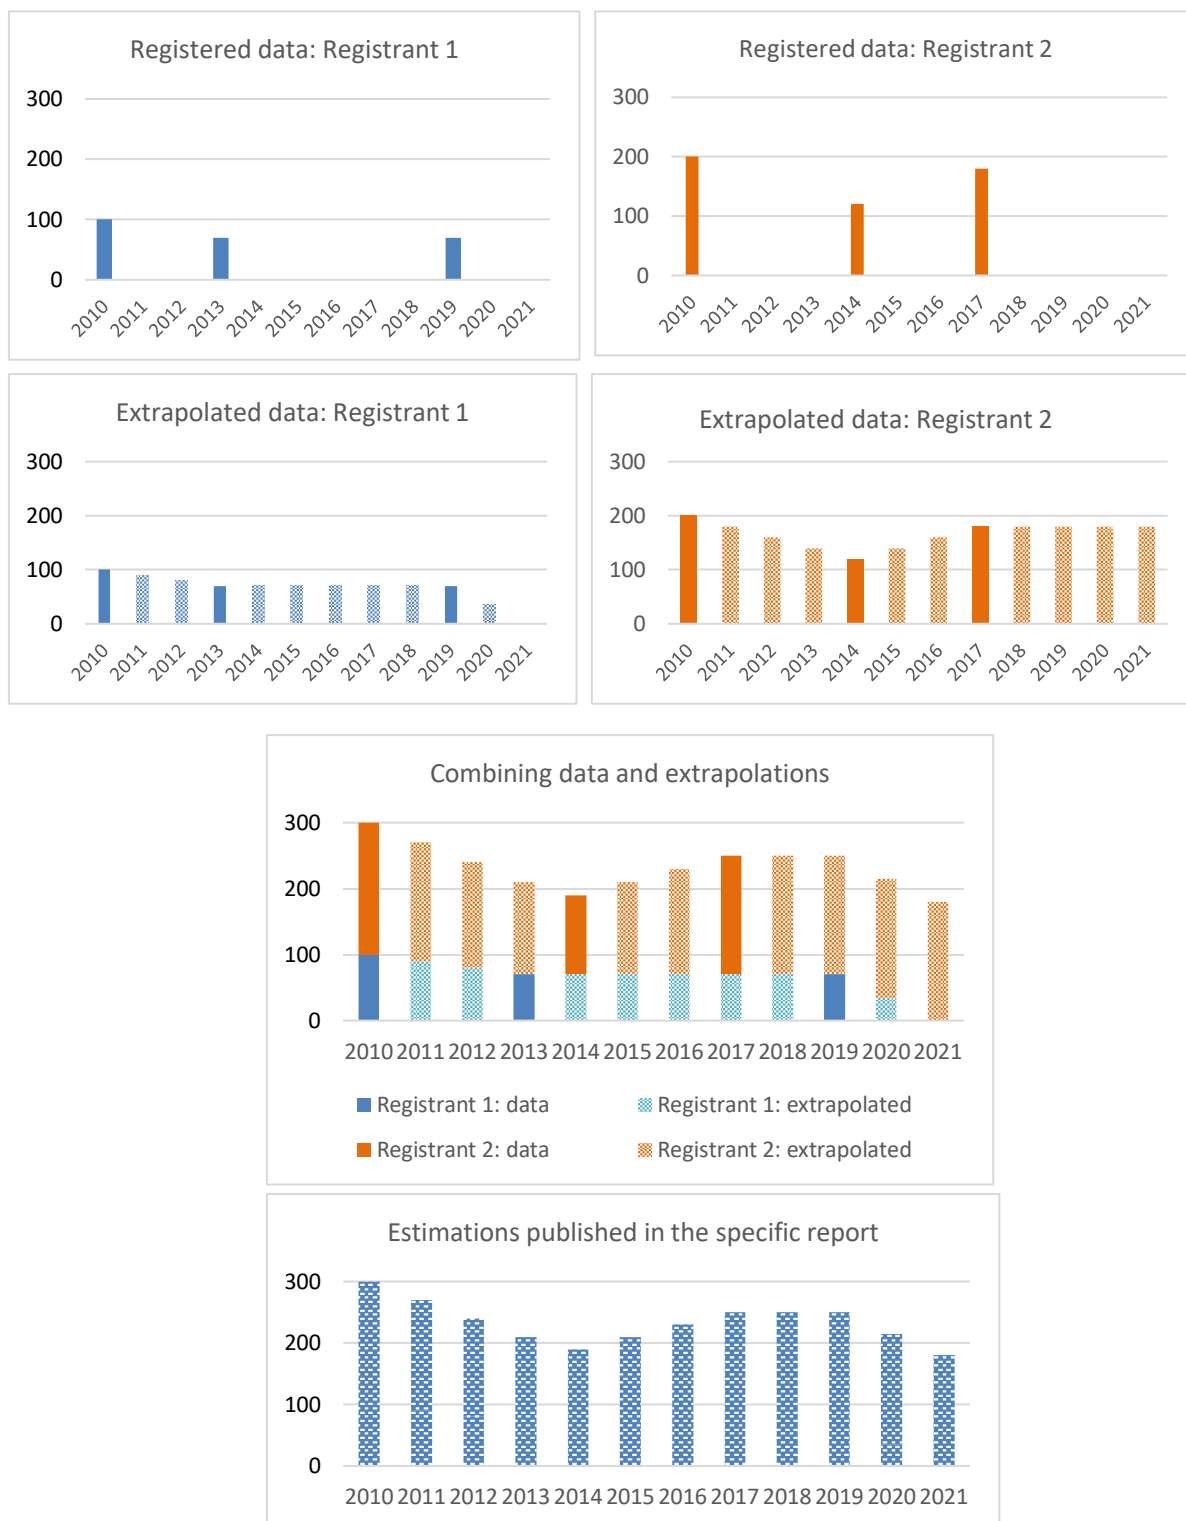 Registered data: Registrant 1
300
200
100
0
2010 2011 2012 2013 2014 2015 2016 2017 2018 2019 2020 2021
Registered data: Registrant 2
300
200
100
0
2010 2011 2012 2013 2014 2015 2016 2017 2018 2019 2020 2021
Extrapolated data: Registrant 1
300
200
100
0
2010 2011 2012 2013 2014 2015 2016 2017 2018 2019 2020 2021
Extrapolated data: Registrant 2
300
200
100
0
2010 2011 2012 2013 2014 2015 2016 2017 2018 2019 2020 2021
Combining data and extrapolations
300
200
100
0
2010 2011 2012 2013 2014 2015 2016 2017 2018 2019 2020 2021
Registrant 1: data Registrant 1: extrapolated
Registrant 2: data Registrant 2: extrapolated
Estimations published in the specific report
300
200
100
0
2010 2011 2012 2013 2014 2015 2016 2017 2018 2019 2020 2021